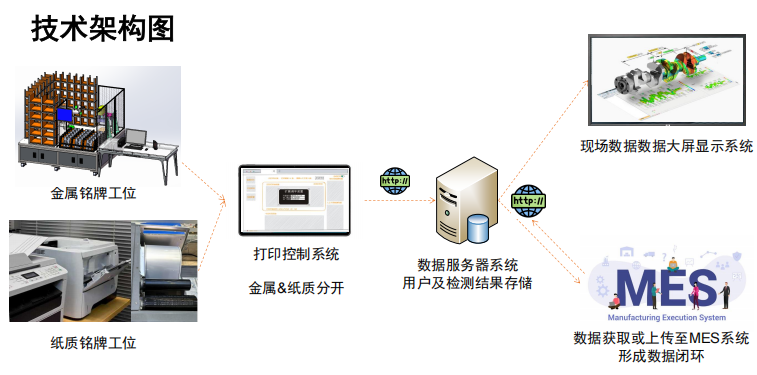 技术架构图
金属铭牌工位
纸质铭牌工位
打印控制系统
金属&纸质分开
http://
数据服务器系统
用户及检测结果存储
http://
现场数据数据大屏显示系统
MES
Manufacturing Execution System
数据获取或上传至MES系统
形成数据闭环